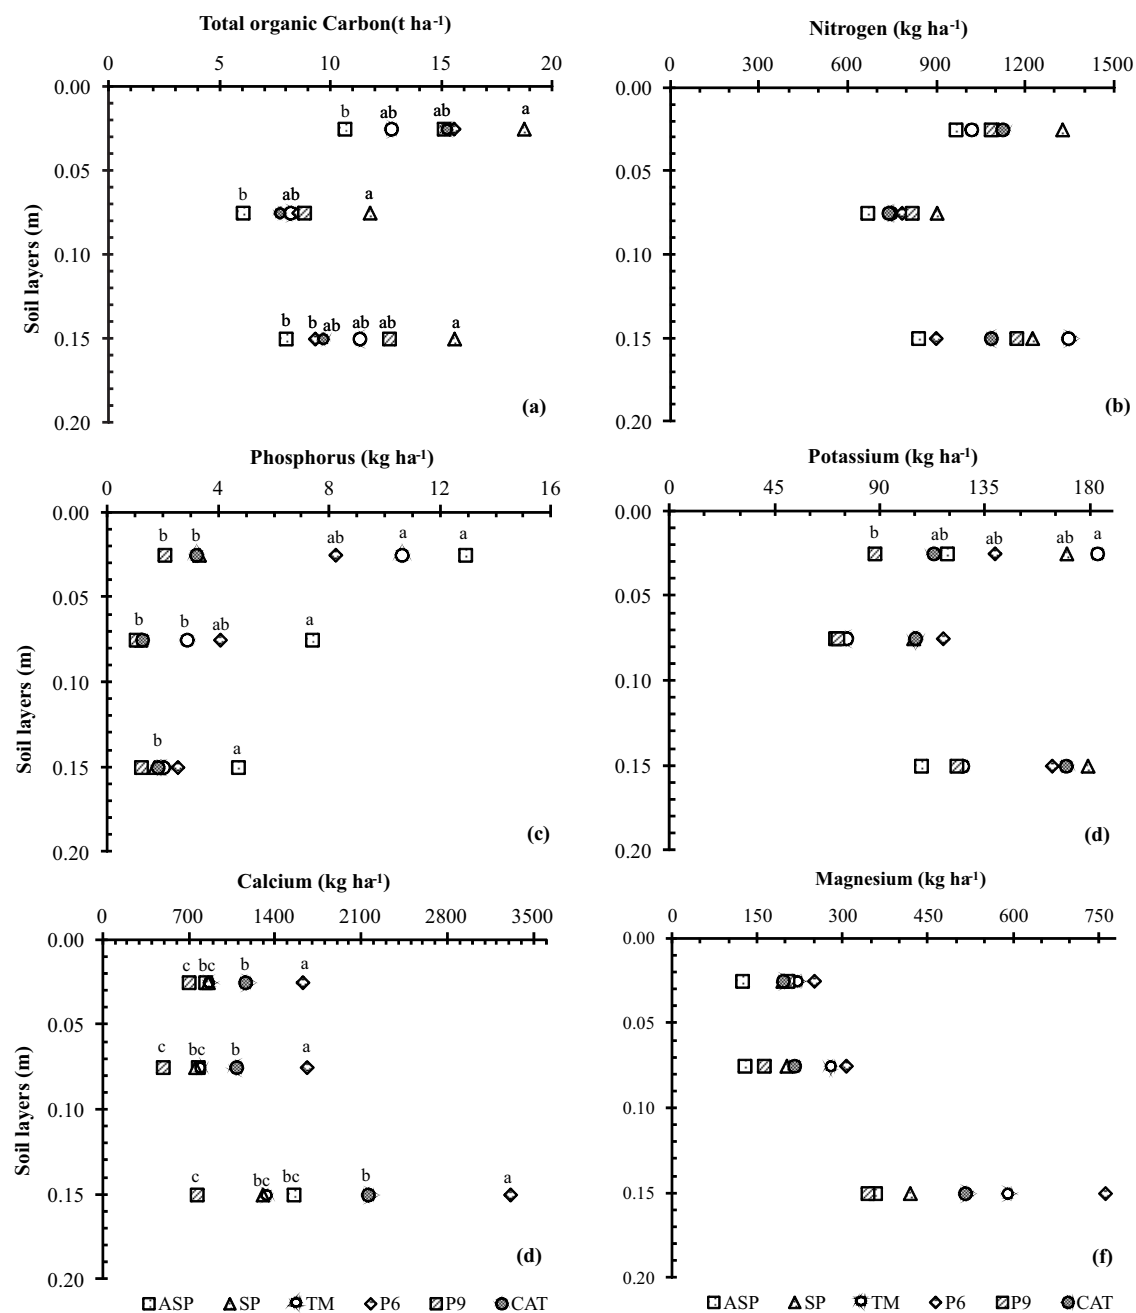 Total organic Carbon(t ha-1)
0 5 10 15 20
0.00
b ab ab a
0.05
b ab a
0.10
b b ab ab ab a
0.15
0.20
Soil layers (m)
(a)
Nitrogen (kg ha-1)
0 300 600 900 1200 1500
0.00
0.05
0.10
0.15
0.20
(b)
Phosphorus (kg ha-1)
0 4 8 12 16
0.00
b b ab a a
0.05
b b ab a
0.10
b a
0.15
0.20
Soil layers (m)
(c)
Potassium (kg ha-1)
0 45 90 135 180
0.00
b ab ab ab a
0.05
0.10
0.15
0.20
(d)
Calcium (kg ha-1)
0 700 1400 2100 2800 3500
0.00
c bc b a
0.05
c bc b a
0.10
c bc bc b a
0.15
0.20
Soil layers (m)
(d)
Magnesium (kg ha-1)
0 150 300 450 600 750
0.00
0.05
0.10
0.15
0.20
(f)
ASP SP TM P6 P9 CAT
ASP SP TM P6 P9 CAT